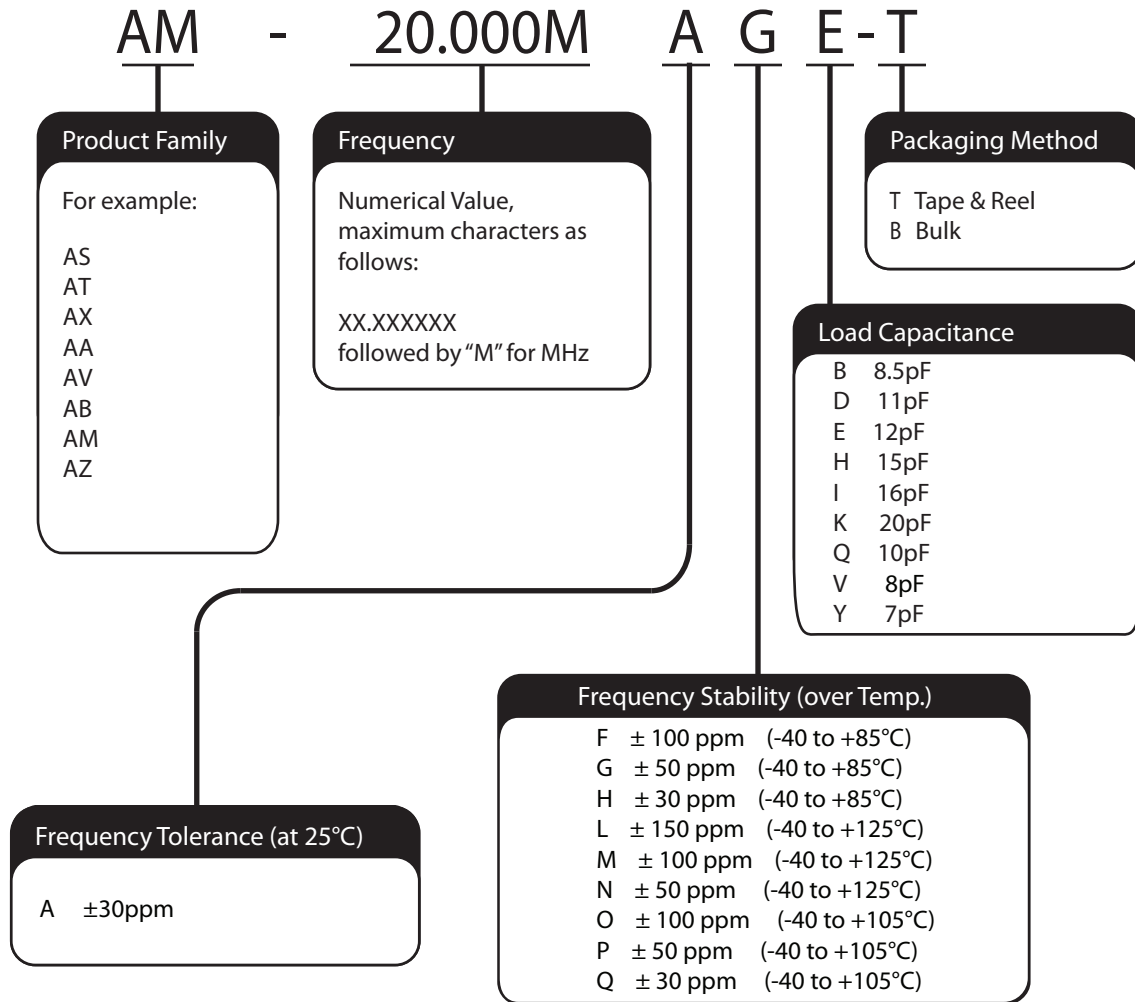 AM - 20.000M A G E - T
Product Family
For example:
AS
AT
AX
AA
AV
AB
AM
AZ
Frequency
Numerical Value,
maximum characters as
follows:
XX.XXXXXX
followed by “M” for MHz
Packaging Method
T Tape & Reel
B Bulk
Load Capacitance
B 8.5pF
D 11pF
E 12pF
H 15pF
I 16pF
K 20pF
Q 10pF
V 8pF
Y 7pF
Frequency Stability (over Temp.)
F ± 100 ppm (-40 to +85°C)
G ± 50 ppm (-40 to +85°C)
H ± 30 ppm (-40 to +85°C)
L ± 150 ppm (-40 to +125°C)
M ± 100 ppm (-40 to +125°C)
N ± 50 ppm (-40 to +125°C)
O ± 100 ppm (-40 to +105°C)
P ± 50 ppm (-40 to +105°C)
Q ± 30 ppm (-40 to +105°C)
Frequency Tolerance (at 25°C)
A ±30ppm